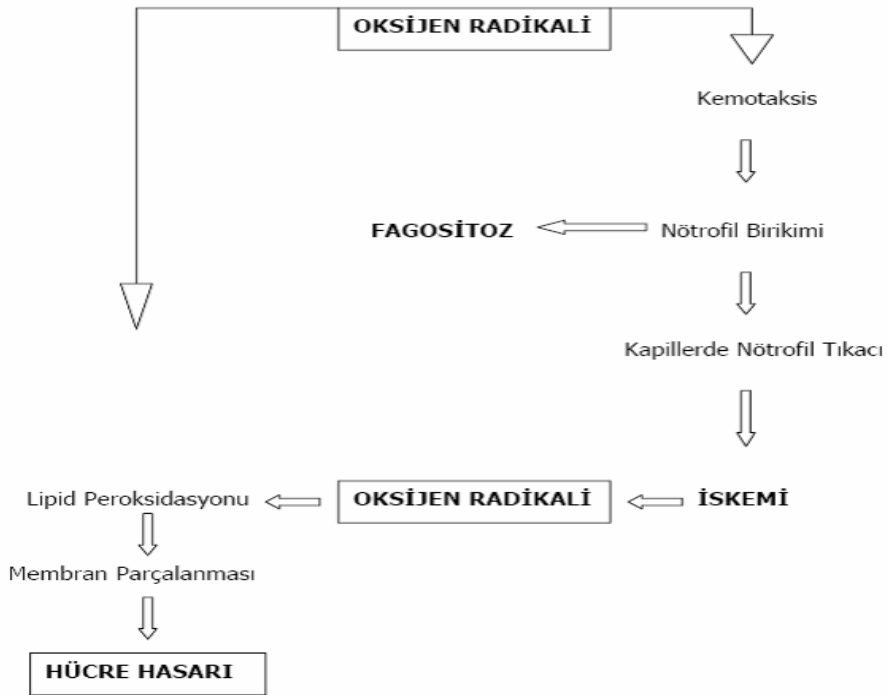 OKSİJEN RADİKALİ
Kemotaksis
FAGOSİTOZ
Nötrofil Birikimi
Kapillerde Nötrofil Tıkacı
Lipid Peroksidasyonu
OKSİJEN RADİKALİ
İSKEMİ
Membran Parçalanması
HÜCRE HASARI